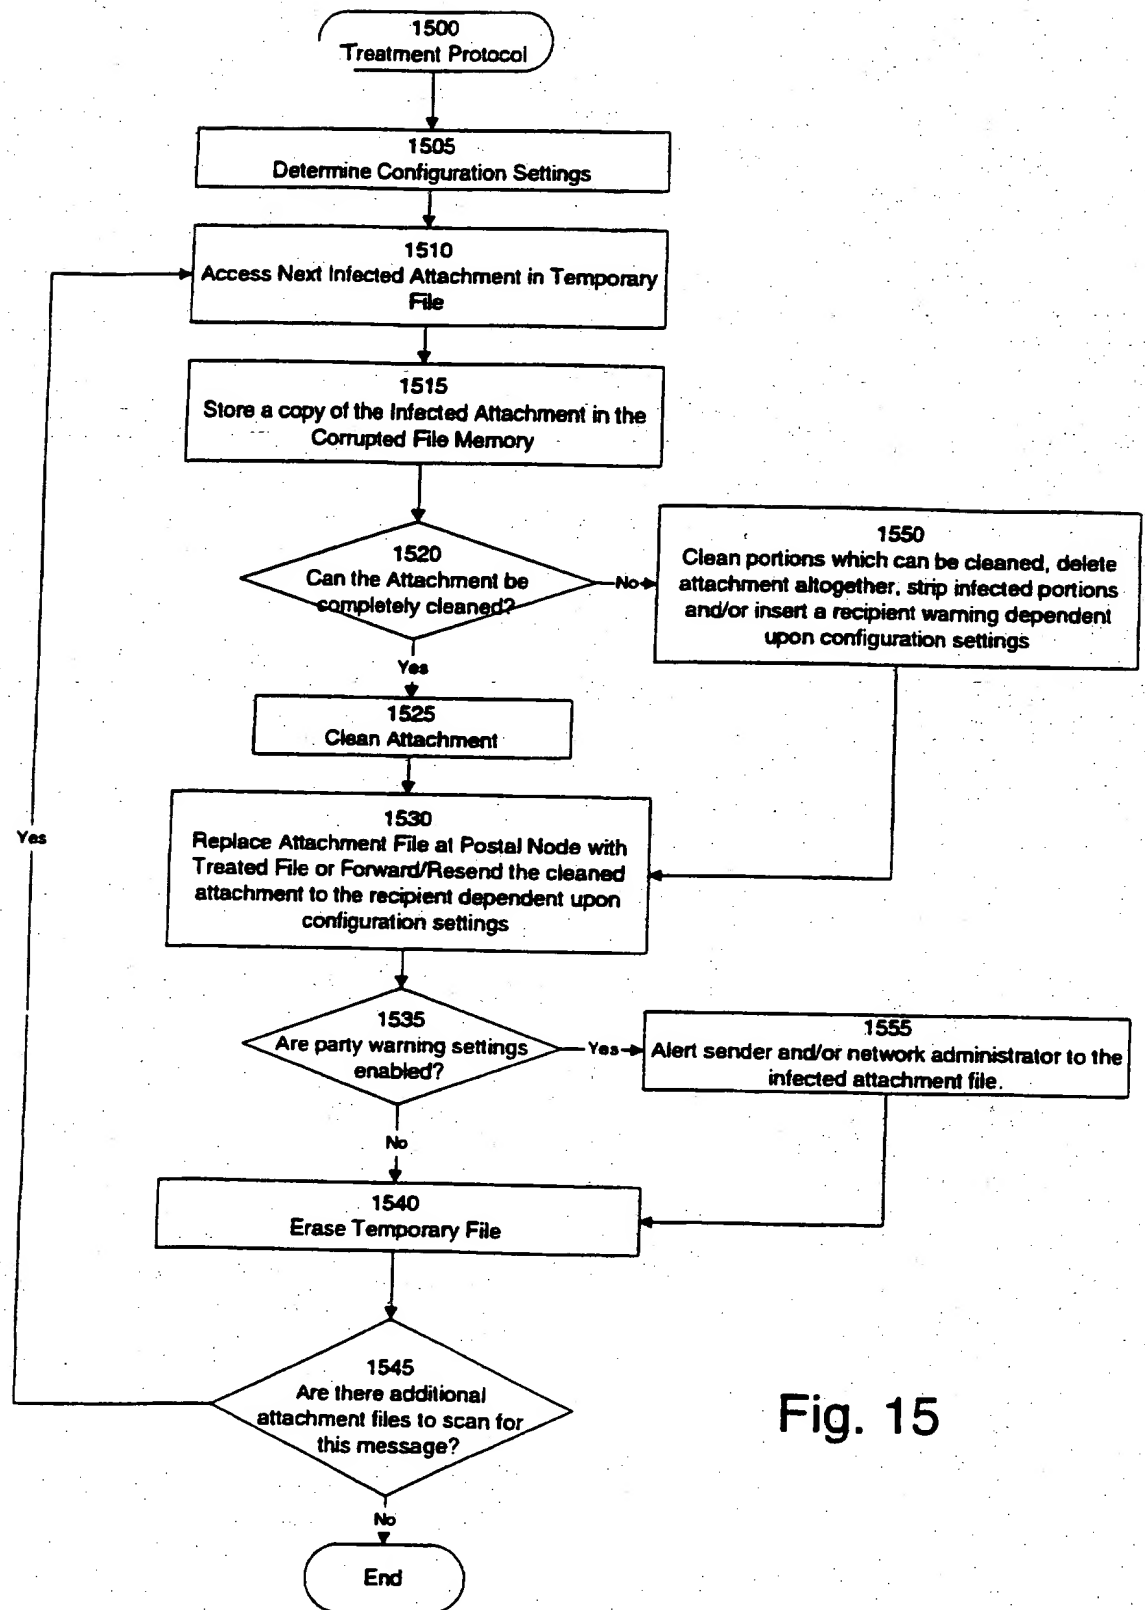 1500
Treatment Protocol
1505
Determine Configuration Settings
1510
Access Next Infected Attachment in Temporary
File
1515
Store a copy of the Infected Attachment in the
Corrupted File Memory
1520
Can the Attachment be
completely cleaned?
No
1550
Clean portions which can be cleaned, delete
attachment altogether, strip infected portions
and/or insert a recipient warning dependent
upon configuration settings
Yes
1525
Clean Attachment
1530
Replace Attachment File at Postal Node with
Treated File or Forward/Resend the cleaned
attachment to the recipient dependent upon
configuration settings
Yes
1535
Are party warning settings
enabled?
Yes
1555
Alert sender and/or network administrator to the
infected attachment file.
No
1540
Erase Temporary File
1545
Are there additional
attachment files to scan for
this message?
No
End
Fig. 15